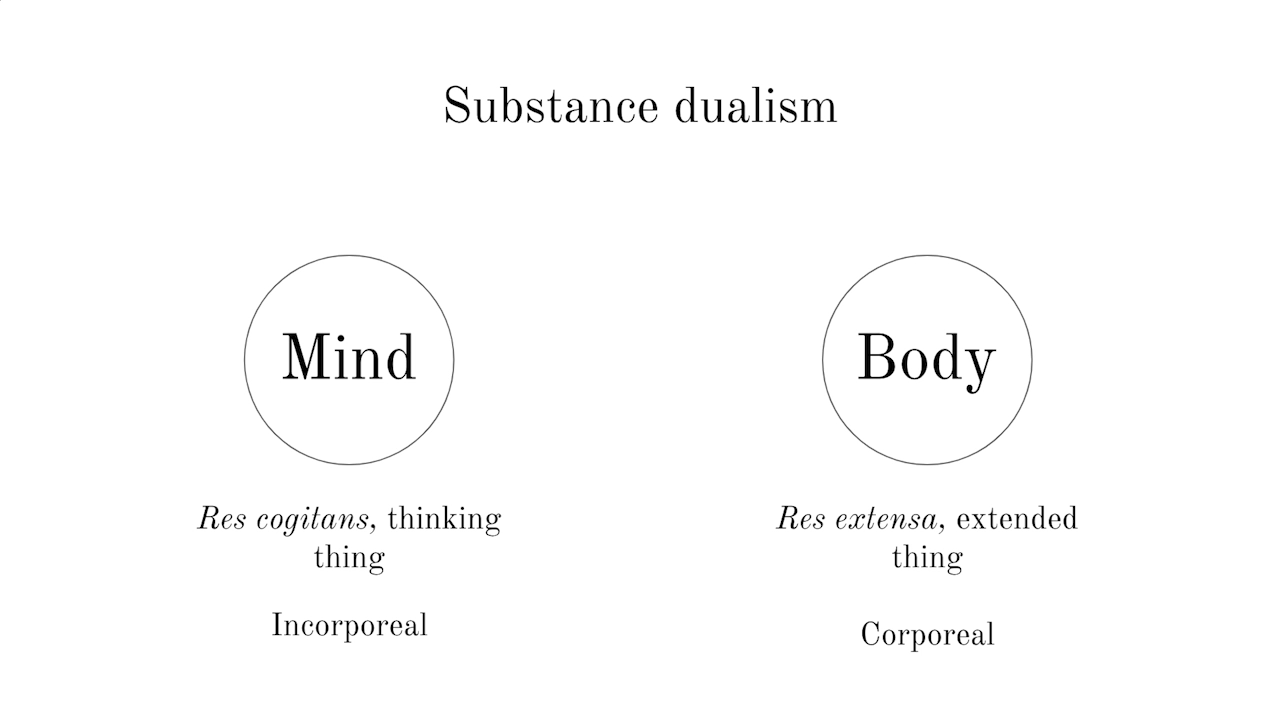 Substance dualism
Mind
Body
Res cogitans, thinking
thing
Incorporeal
Res extensa, extended
thing
Corporeal